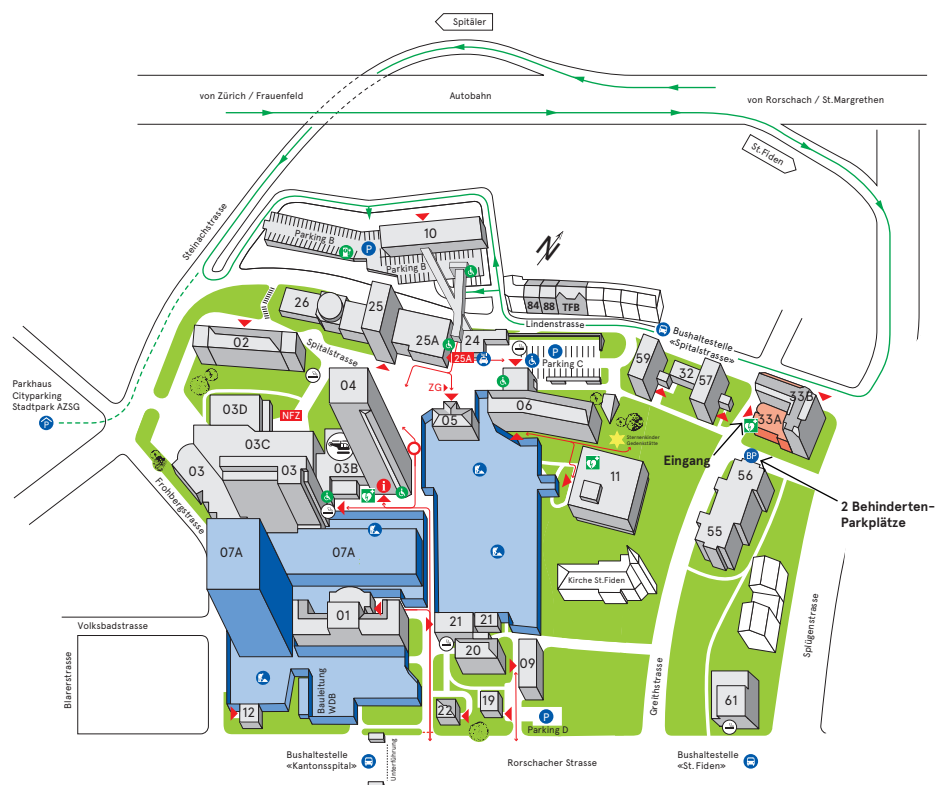 Spitäler
von Zürich / Frauenfeld
Autobahn
von Rorschach / St.Margrethen
St.Fiden
Steinachstrasse
Parking B
P
10
Parking B
N
84
88
TFB
Lindenstrasse
26
25
25A
24
25A
02
Spitalstrasse
P
Parking C
Bushaltestelle
«Spitalstrasse»
59
32
57
33B
33A
Parkhaus
Cityparking
Stadtpark AZSG
P
04
ZG
05
06
03D
NFZ
03C
03
03
03B
i
Sternenkinder
Gedenkstätte
11
Eingang
BP
56
55
2 Behinderten-
Parkplätze
Frohbergstrasse
07A
07A
Kirche St.Fiden
01
21
21
20
09
Volksbadstrasse
Blarerstrasse
Bauleitung
WDB
12
22
19
P
Parking D
Greithstrasse
Splügenstrasse
61
Bushaltestelle
«Kantonsspital»
Unterführung
Rorschacher Strasse
Bushaltestelle
«St. Fiden»